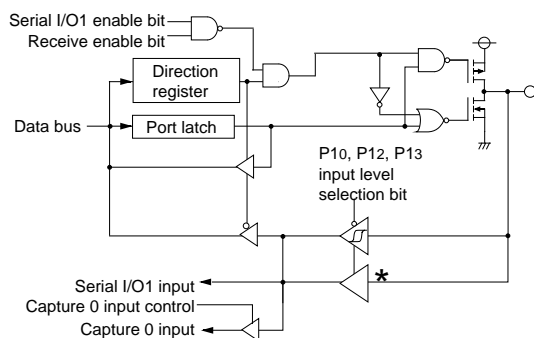 Serial I/O1 enable bit
Receive enable bit
Direction
register
Data bus
Port latch
P10, P12, P13
input level
selection bit
*
Serial I/O1 input
Capture 0 input control
Capture 0 input